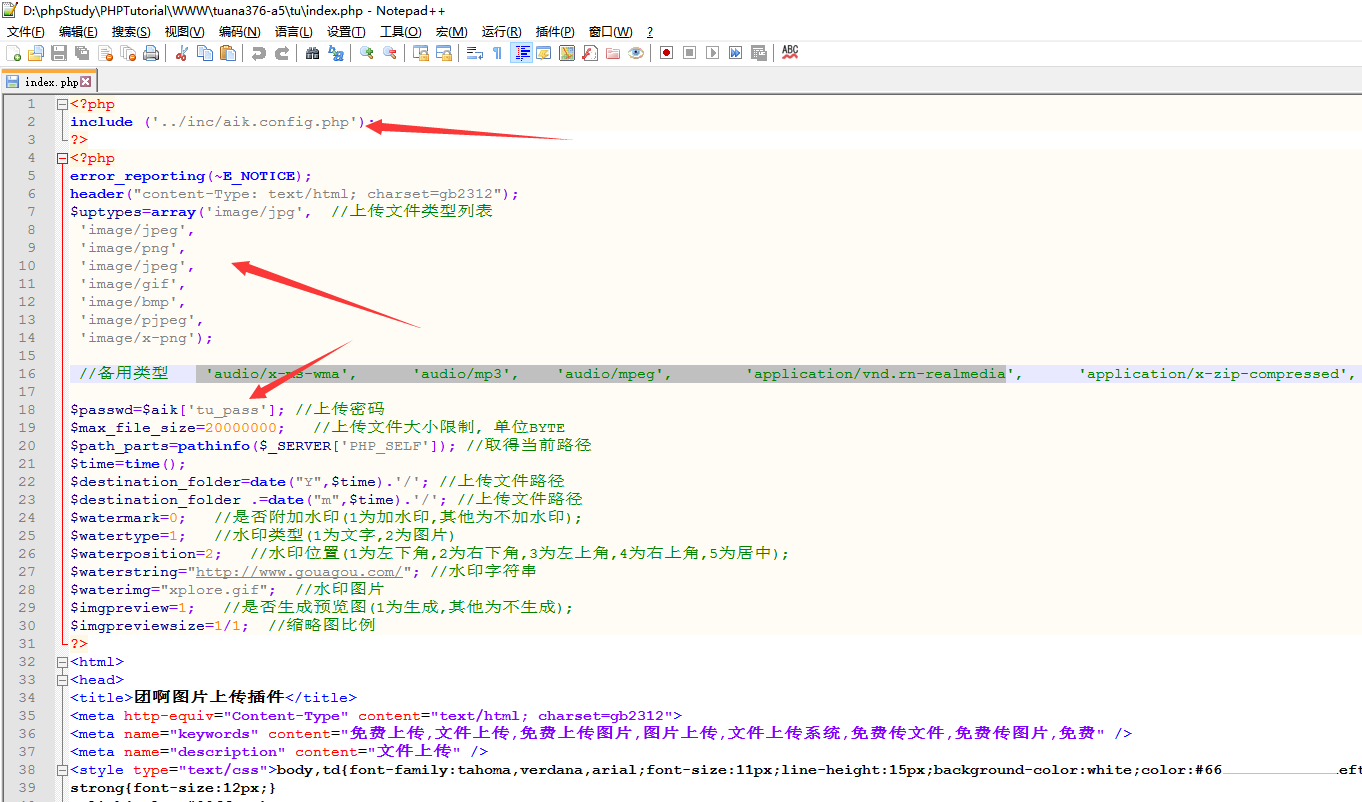 D:\phpStudy\PHPTutorial\WWW\tuana376-a5\tu\index.php - Notepad++
文件(F) 编辑(E) 搜索(S) 视图(V) 编码(N) 语言(L) 设置(T) 工具(O) 宏(M) 运行(R) 插件(P) 窗口(W) ?
ABC
index.php
1 <?php
2 include ('../inc/aik.config.php');
3 ?>
4 <?php
5 error_reporting(~E_NOTICE);
6 header("content-Type: text/html; charset=gb2312");
7 $uptypes=array('image/jpg', //上传文件类型列表
8 'image/jpeg',
9 'image/png',
10 'image/jpeg',
11 'image/gif',
12 'image/bmp',
13 'image/pjpeg',
14 'image/x-png');
15
16 //备用类型 'audio/x-ms-wma', 'audio/mp3', 'audio/mpeg', 'application/vnd.rn-realmedia', 'application/x-zip-compressed',
17
18 $passwd=$aik['tu_pass']; //上传密码
19 $max_file_size=20000000; //上传文件大小限制, 单位BYTE
20 $path_parts=pathinfo($_SERVER['PHP_SELF']); //取得当前路径
21 $time=time();
22 $destination_folder=date("Y",$time).'/'; //上传文件路径
23 $destination_folder .=date("m",$time).'/'; //上传文件路径
24 $watermark=0; //是否附加水印(1为加水印,其他为不加水印);
25 $watertype=1; //水印类型(1为文字,2为图片)
26 $waterposition=2; //水印位置(1为左下角,2为右下角,3为左上角,4为右上角,5为居中);
27 $waterstring="http://www.gouagou.com/"; //水印字符串
28 $waterimg="xplore.gif"; //水印图片
29 $imgpreview=1; //是否生成预览图(1为生成,其他为不生成);
30 $imgpreviewsize=1/1; //缩略图比例
31 ?>
32 <html>
33 <head>
34 <title>团啊图片上传插件</title>
35 <meta http-equiv="Content-Type" content="text/html; charset=gb2312">
36 <meta name="keywords" content="免费上传,文件上传,免费上传图片,图片上传,文件上传系统,免费传文件,免费传图片,免费" />
37 <meta name="description" content="文件上传" />
38 <style type="text/css">body,td{font-family:tahoma,verdana,arial;font-size:11px;line-height:15px;background-color:white;color:#66 eft
39 strong{font-size:12px;}